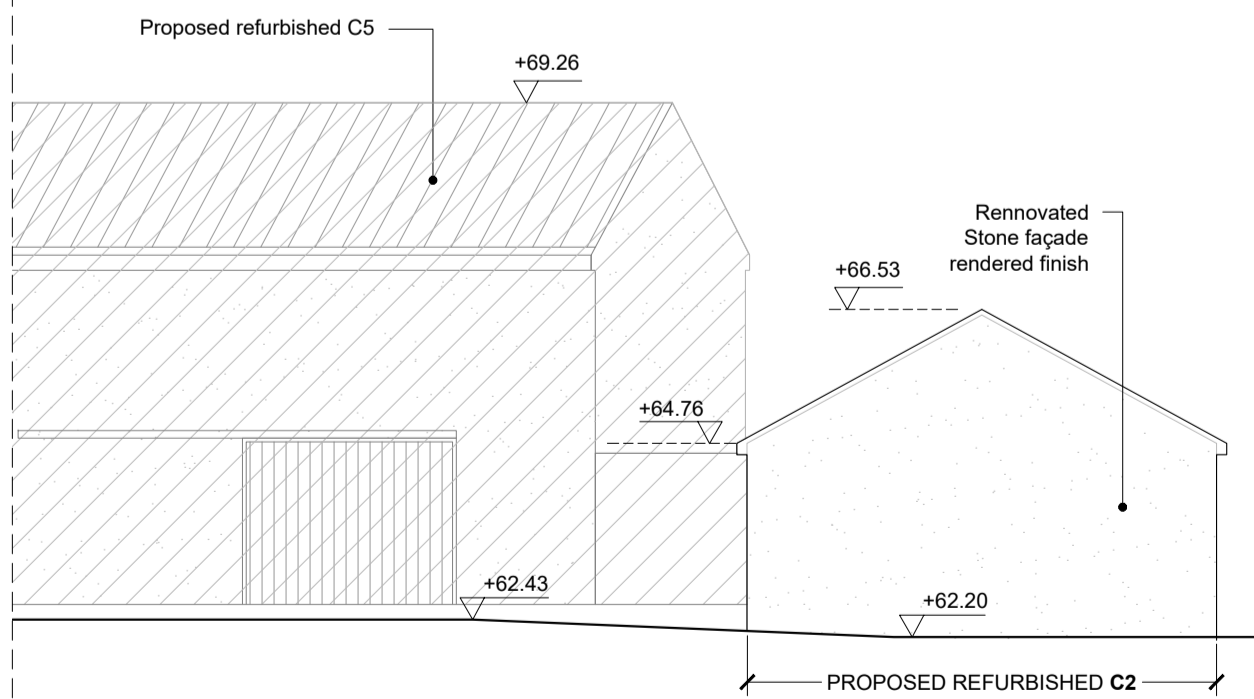 Proposed refurbished C5
+69.26
Rennovated
Stone façade
rendered finish
+66.53
+64.76
+62.43
+62.20
PROPOSED REFURBISHED C2